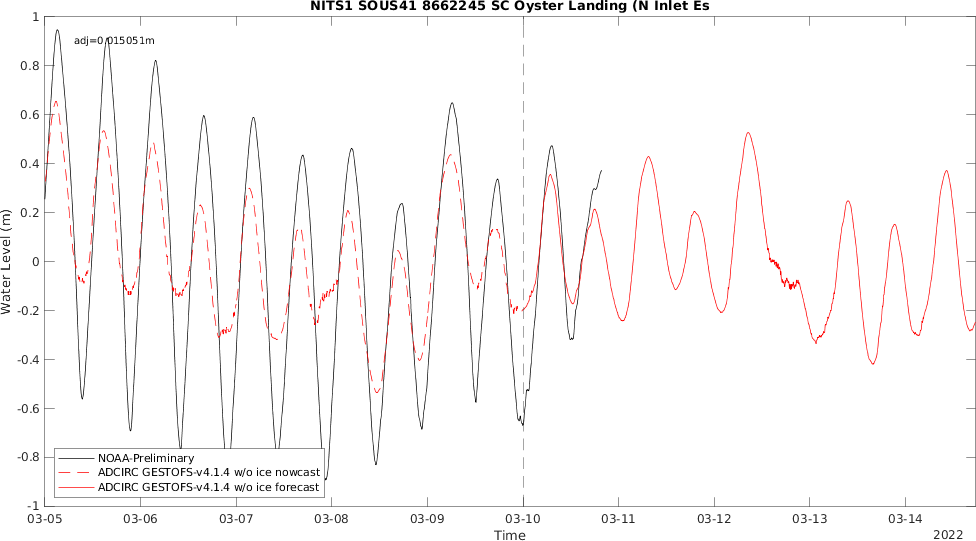 NITS1 SOUS41 8662245 SC Oyster Landing (N Inlet Es
adj=0.015051m
1
0.8
0.6
0.4
0.2
0
-0.2
-0.4
-0.6
-0.8
-1
Water Level (m)
NOAA-Preliminary
ADCIRC GESTOFS-v4.1.4 w/o ice nowcast
ADCIRC GESTOFS-v4.1.4 w/o ice forecast
03-05 03-06 03-07 03-08 03-09 03-10 03-11 03-12 03-13 03-14
Time
2022